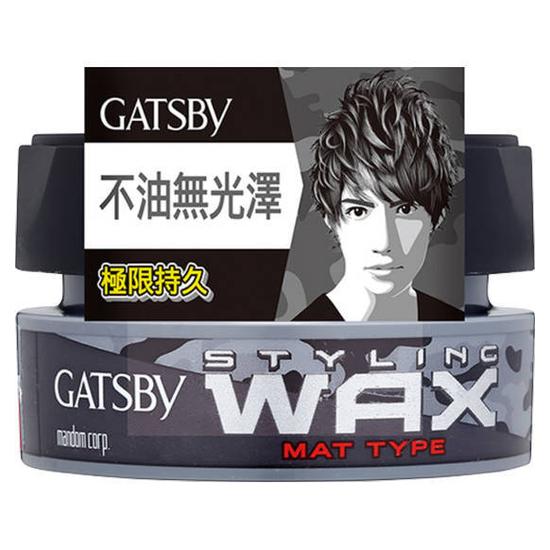 GATSBY
不油無光澤
極限持久
STYLING
GATSBY
WAX
mandom corp.
MAT TYPE